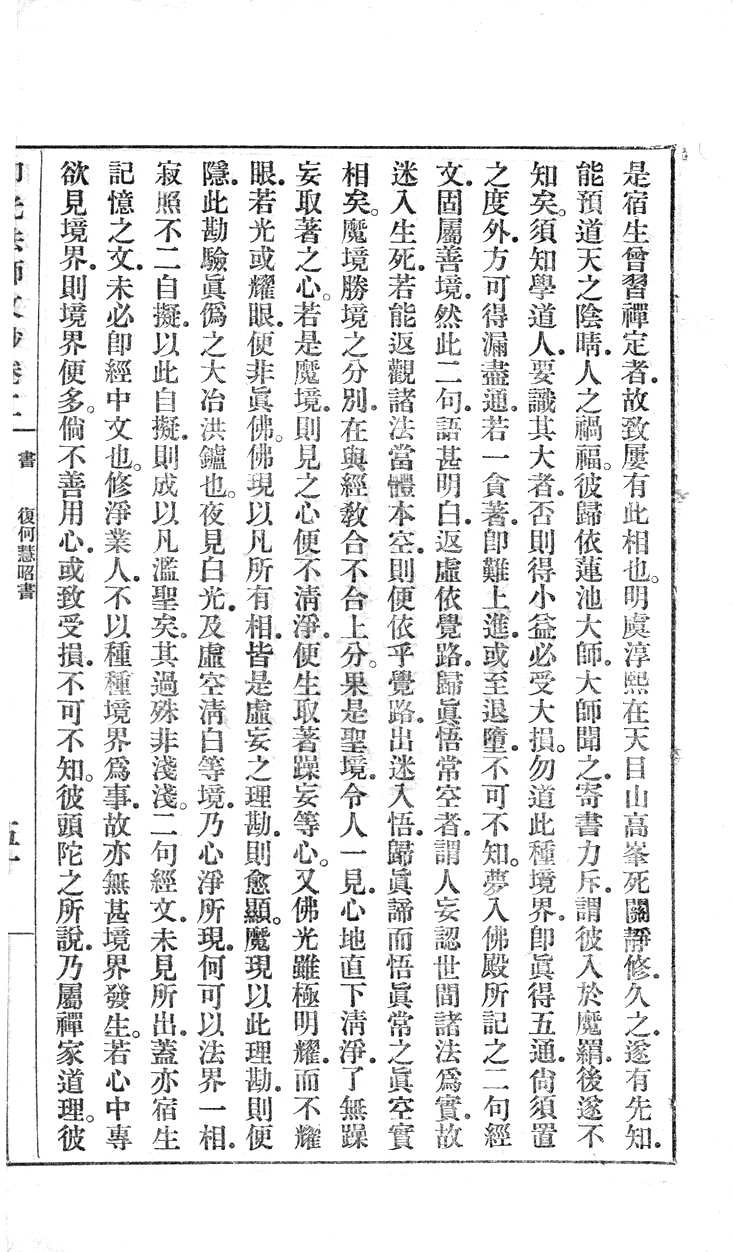 是宿生曾習禪定者。故致屢有此相也。明虞淳熙在天目山高峯死關靜修。久之。遂有先知。
能預道天之陰晴。人之禍福。彼歸依蓮池大師。大師聞之。寄書力斥。謂彼入於魔羂。後遂不
知矣。須知學道人。要識其大者。否則得小益必受大損。勿道此種境界。卽眞得五通。尙須置
之度外。方可得漏盡通。若一貪著。卽難上進。或至退墮。不可不知。夢入佛殿所記之二句經
文。固屬善境。然此二句。語甚明白。返虛依覺路。歸眞悟常空者。謂人妄認世間諸法爲實。故
迷入生死。若能返觀諸法當體本空。則便依乎覺路。出迷入悟。歸眞諦而悟眞常之眞空實
相矣。魔境勝境之分別。在與經敎合不合上分。果是聖境。令人一見。心地直下淸淨。了無躁
妄取著之心。若是魔境。則見之心便不淸淨。便生取著躁妄等心。又佛光雖極明耀。而不耀
眼。若光或耀眼。便非眞佛。佛現以凡所有相。皆是虛妄之理勘。則愈顯。魔現以此理勘。則便
隱。此勘驗眞僞之大冶洪鑪也。夜見白光。及虛空淸白等境。乃心淨所現。何可以法界一相。
寂照不二自擬。以此自擬。則成以凡濫聖矣。其過殊非淺淺。二句經文。未見所出。蓋亦宿生
記憶之文。未必卽經中文也。修淨業人。不以種種境界爲事。故亦無甚境界發生。若心中專
欲見境界。則境界便多。倘不善用心。或致受損。不可不知。彼頭陀之所說。乃屬禪家道理。彼
書　復何慧昭書